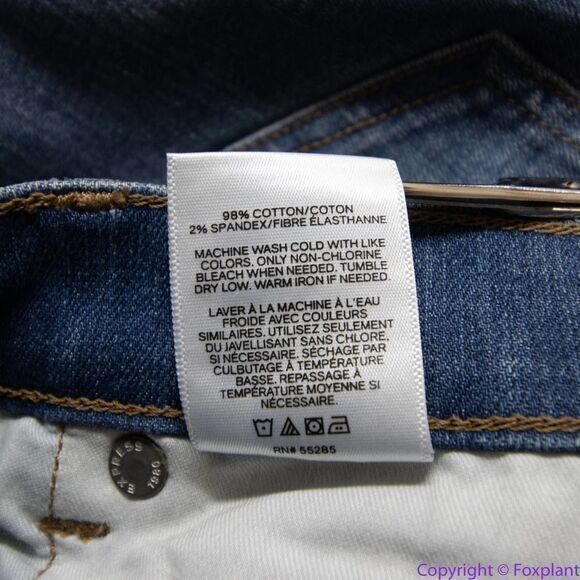 98% COTTON/COTON
2% SPANDEX/FIBRE ÉLASTHANNE
MACHINE WASH COLD WITH LIKE
COLORS. ONLY NON-CHLORINE
BLEACH WHEN NEEDED. TUMBLE
DRY LOW. WARM IRON IF NEEDED.
LAVER À LA MACHINE À L'EAU
FROIDE AVEC COULEURS
SIMILAIRES. UTILISEZ SEULEMENT
DU JAVELLISANT SANS CHLORE,
SI NÉCESSAIRE. SÉCHAGE PAR
CULBUTAGE À TEMPÉRATURE
BASSE. REPASSAGE À
TEMPÉRATURE MOYENNE SI
NÉCESSAIRE.
RN# 55285
EXPRESS
1980
Copyright © Foxplant